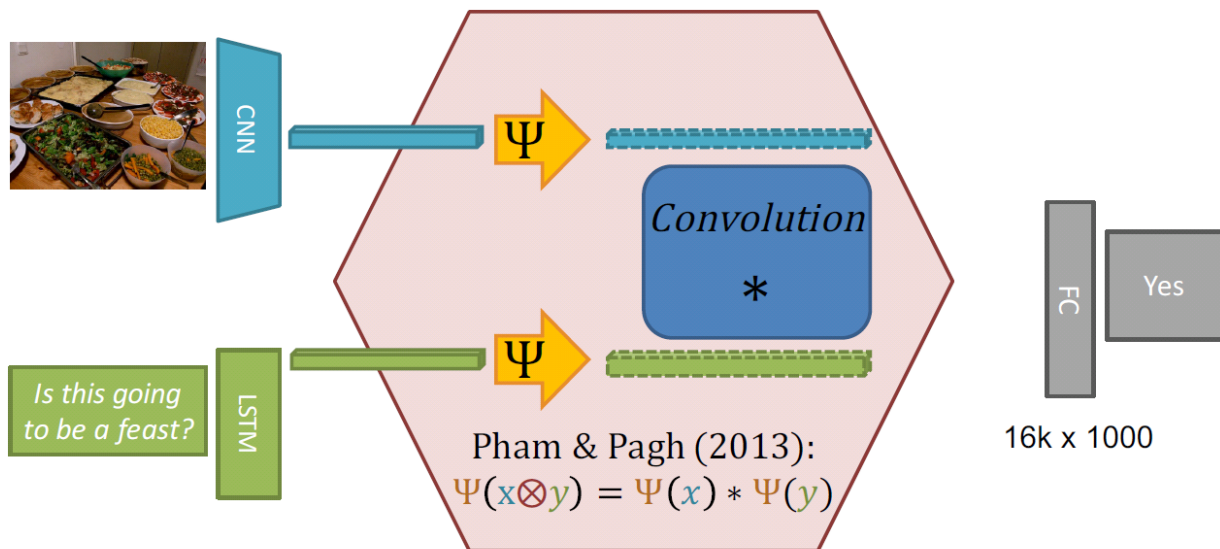 CNN
Ψ
Convolution
*
Ψ
Is this going
to be a feast?
LSTM
FC
Yes
16k x 1000
Pham & Pagh (2013):
Ψ(x⊗y) = Ψ(x) * Ψ(y)